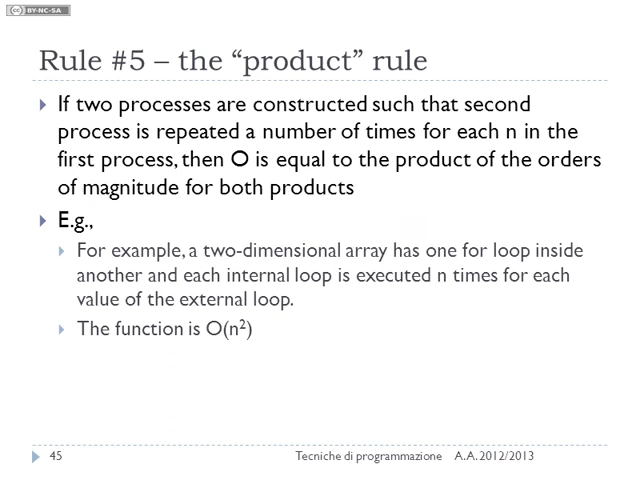 BY-NC-SA
Rule #5 – the “product” rule
If two processes are constructed such that second
process is repeated a number of times for each n in the
first process, then O is equal to the product of the orders
of magnitude for both products
E.g.,
For example, a two-dimensional array has one for loop inside
another and each internal loop is executed n times for each
value of the external loop.
The function is O(n²)
45 Tecniche di programmazione A.A. 2012/2013